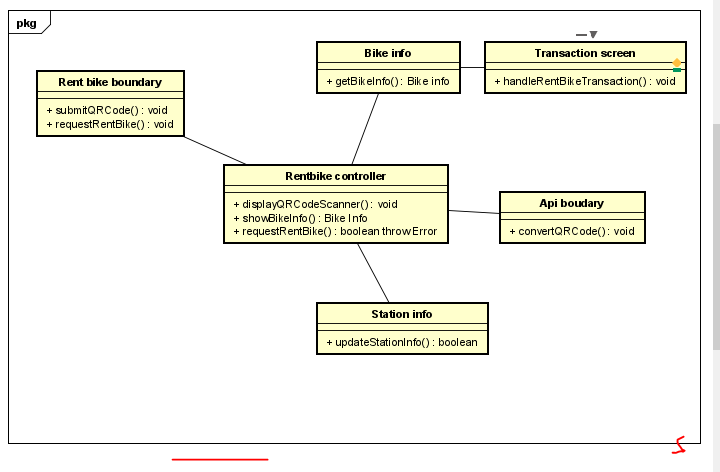 pkg
Bike info
+ getBikeInfo() : Bike info
Transaction screen
+ handleRentBikeTransaction() : void
Rent bike boundary
+ submitQRCode() : void
+ requestRentBike() : void
Rentbike controller
+ displayQRCodeScanner() : void
+ showBikeInfo() : Bike Info
+ requestRentBike() : boolean throwError
Api boudary
+ convertQRCode() : void
Station info
+ updateStationInfo() : boolean